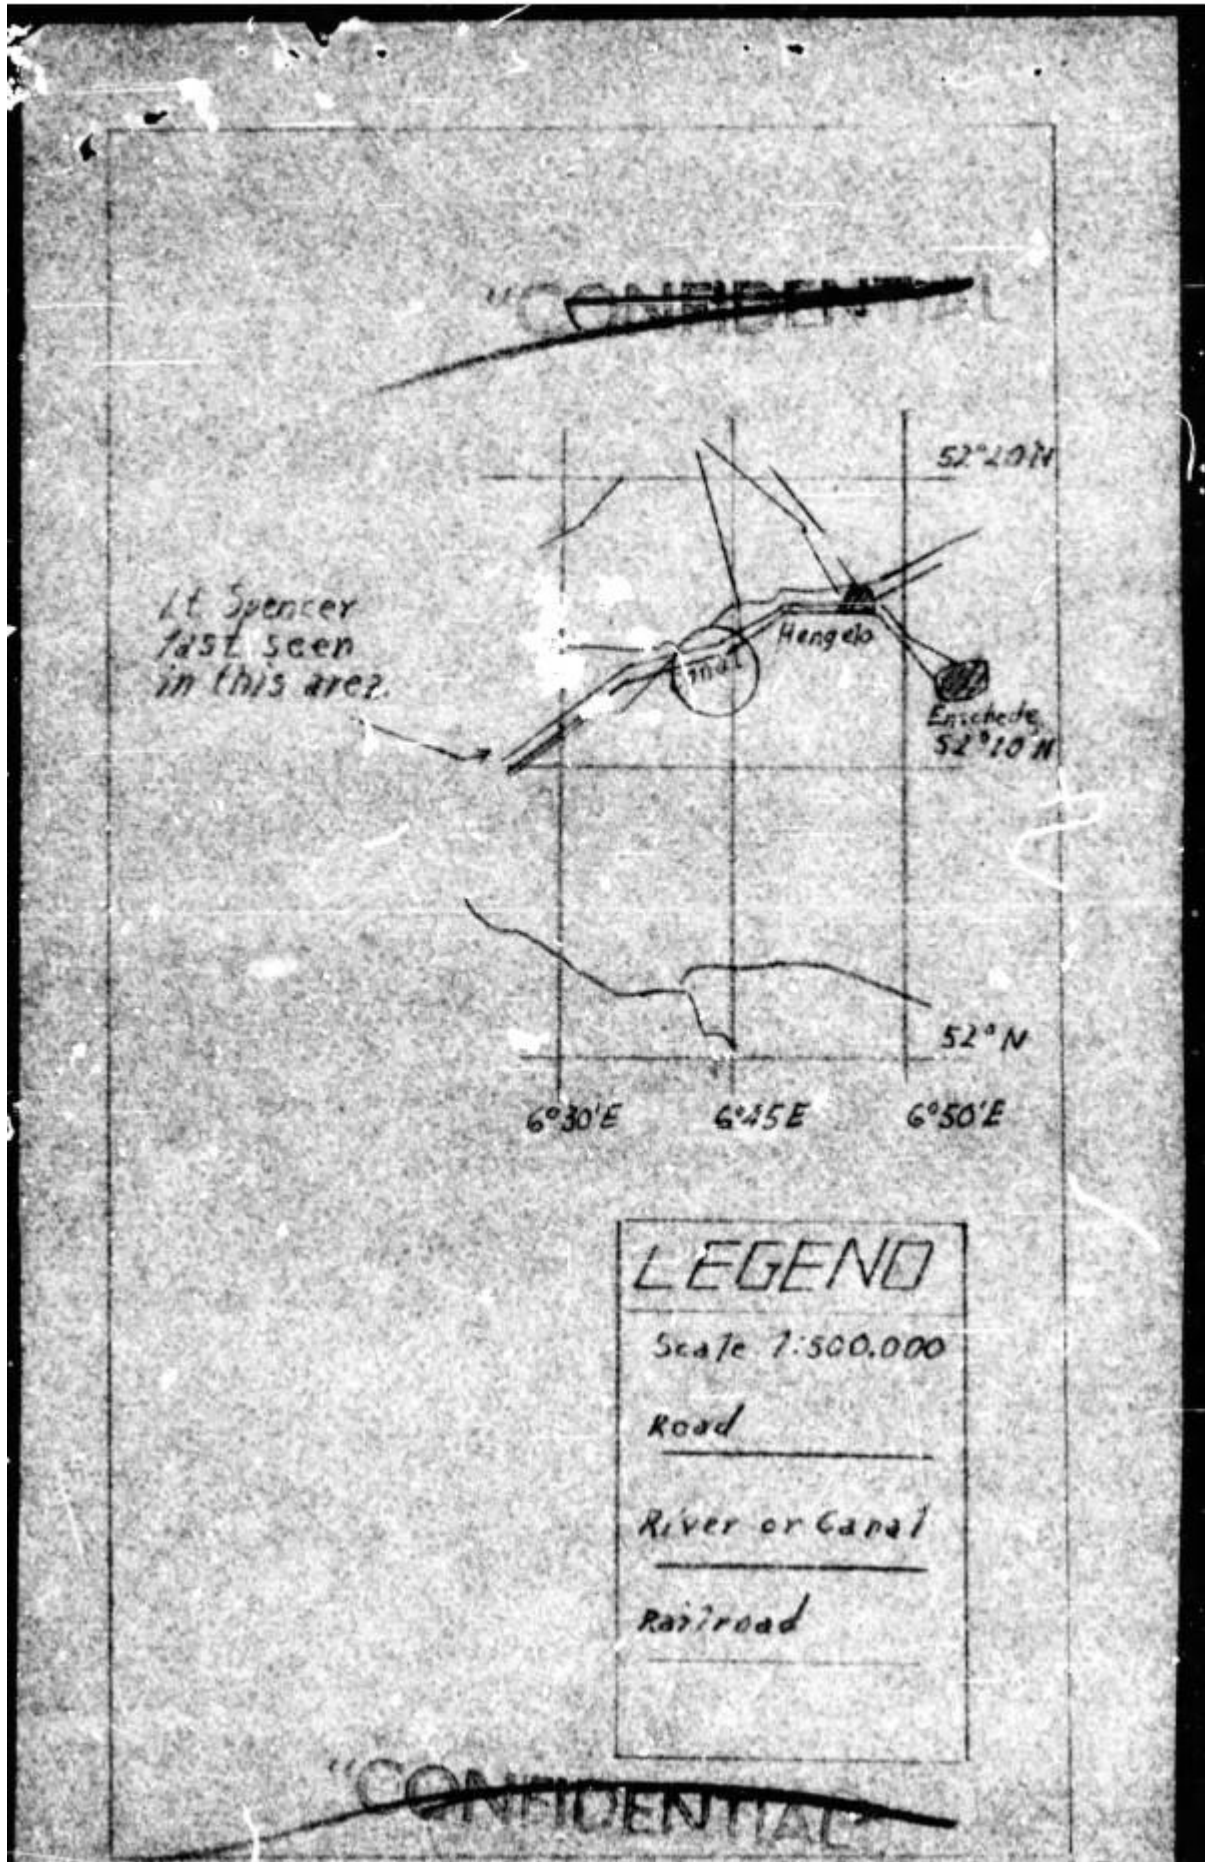 "CONFIDENTIAL
52°20'N
Lt Spencer
last seen
in this area.
Hengelo
Enschede
52°10'N
52°N
6°30'E 6°45E 6°50'E
LEGEND
Scale 1:500.000
Road
River or Canal
Railroad
"CONFIDENTIAL"